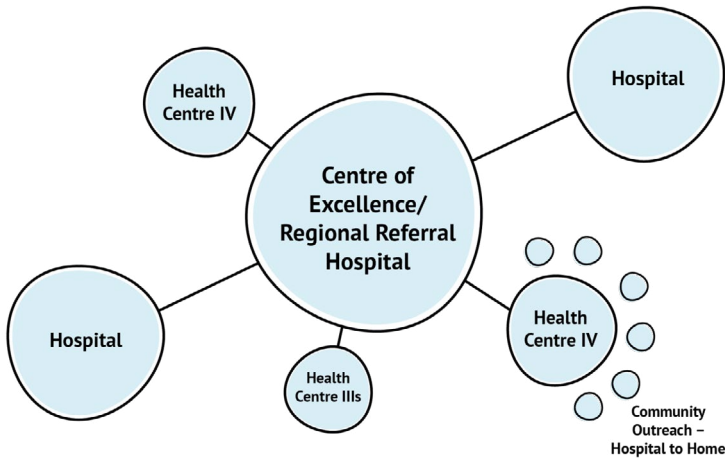 Health
Centre IV
Hospital
Centre of
Excellence/
Regional Referral
Hospital
Hospital
Health
Centre IV
Health
Centre IIIs
Community
Outreach –
Hospital to Home